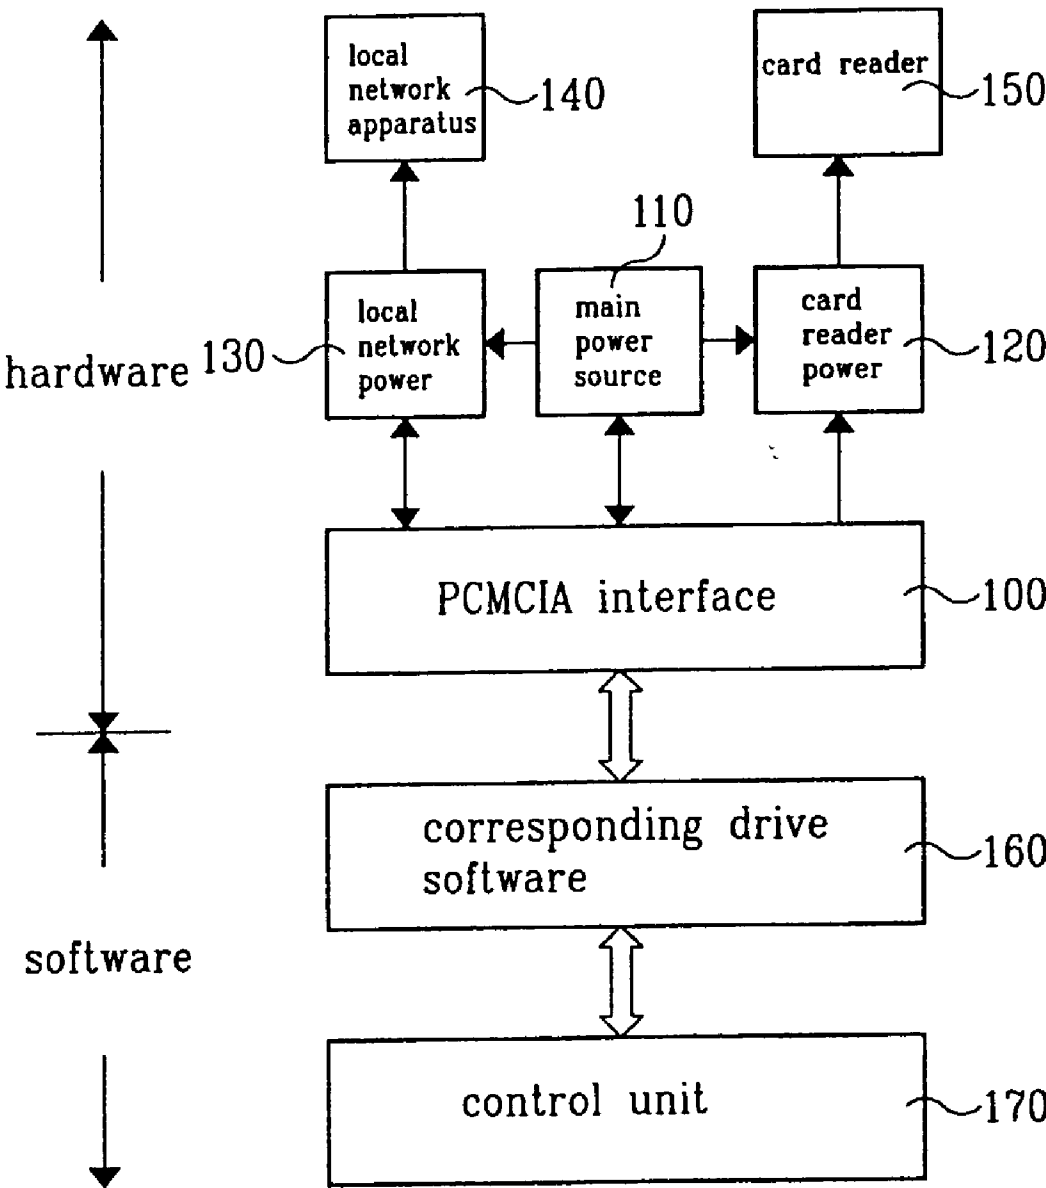 local
network
apparatus
140
card reader
150
110
local
network
power
130
main
power
source
card
reader
power
120
hardware
PCMCIA interface
100
corresponding drive
software
160
software
control unit
170